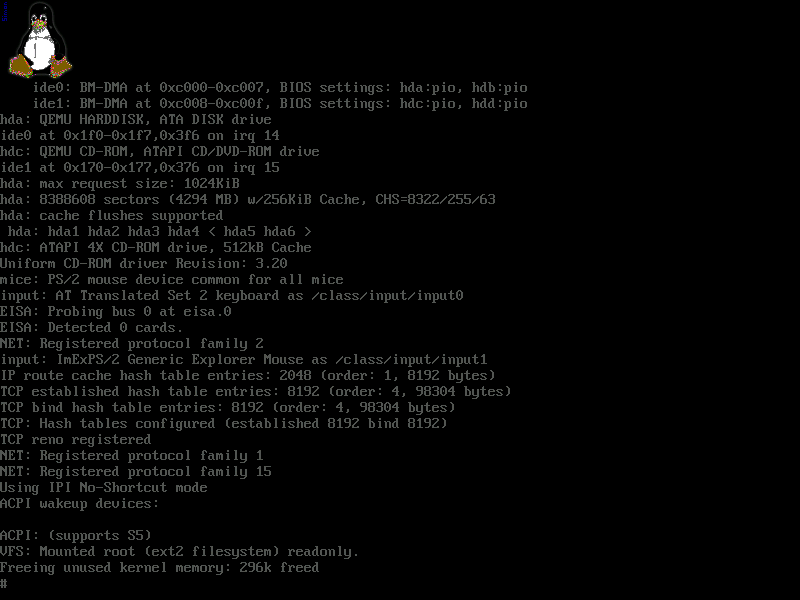 ide0: BM-DMA at 0xc000-0xc007, BIOS settings: hda:pio, hdb:pio
ide1: BM-DMA at 0xc008-0xc00f, BIOS settings: hdc:pio, hdd:pio
hda: QEMU HARDDISK, ATA DISK drive
ide0 at 0x1f0-0x1f7,0x3f6 on irq 14
hdc: QEMU CD-ROM, ATAPI CD/DVD-ROM drive
ide1 at 0x170-0x177,0x376 on irq 15
hda: max request size: 1024KiB
hda: 8388608 sectors (4294 MB) w/256KiB Cache, CHS=8322/255/63
hda: cache flushes supported
hda: hda1 hda2 hda3 hda4 < hda5 hda6 >
hdc: ATAPI 4X CD-ROM drive, 512kB Cache
Uniform CD-ROM driver Revision: 3.20
mice: PS/2 mouse device common for all mice
input: AT Translated Set 2 keyboard as /class/input/input0
EISA: Probing bus 0 at eisa.0
EISA: Detected 0 cards.
NET: Registered protocol family 2
input: ImExPS/2 Generic Explorer Mouse as /class/input/input1
IP route cache hash table entries: 2048 (order: 1, 8192 bytes)
TCP established hash table entries: 8192 (order: 4, 98304 bytes)
TCP bind hash table entries: 8192 (order: 4, 98304 bytes)
TCP: Hash tables configured (established 8192 bind 8192)
TCP reno registered
NET: Registered protocol family 1
NET: Registered protocol family 15
Using IPI No-Shortcut mode
ACPI wakeup devices:
ACPI: (supports S5)
VFS: Mounted root (ext2 filesystem) readonly.
Freeing unused kernel memory: 296k freed
#